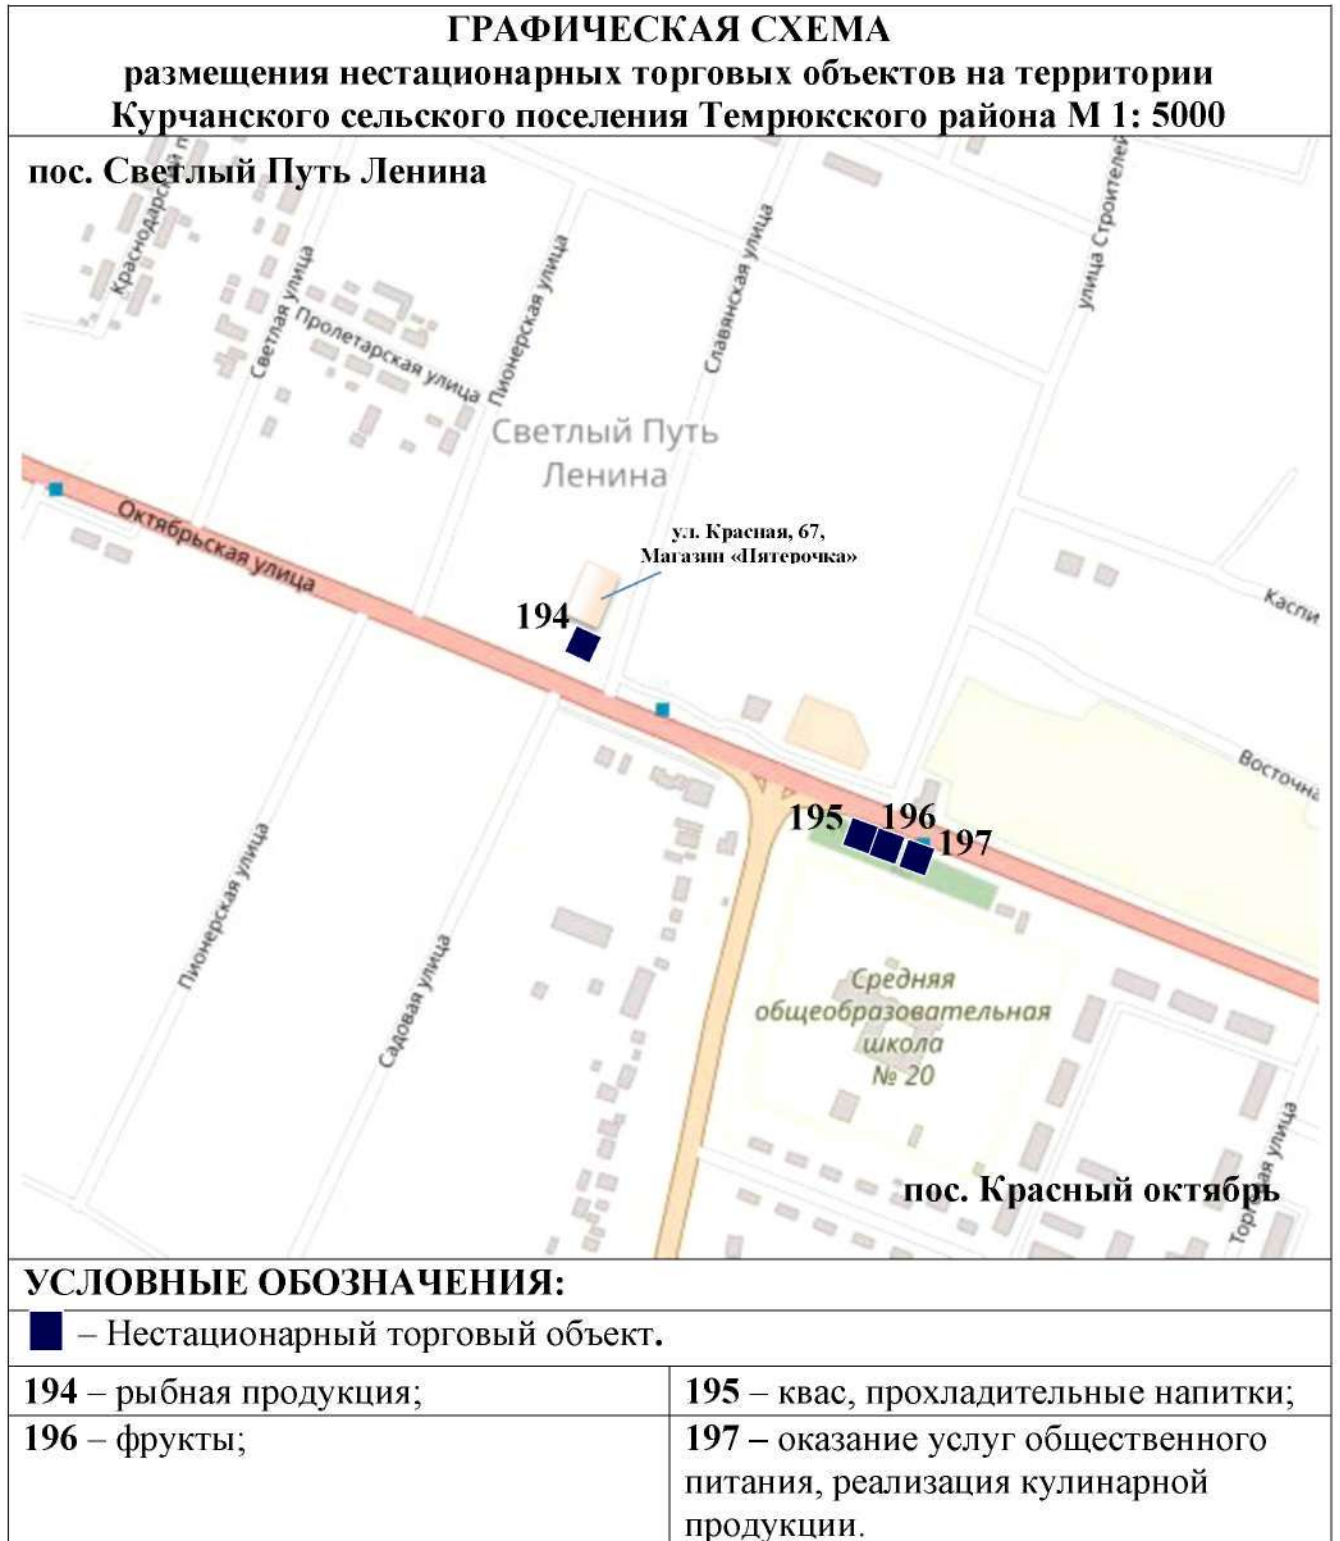 ГРАФИЧЕСКАЯ СХЕМА
размещения нестационарных торговых объектов на территории
Курчанского сельского поселения Темрюкского района М 1: 5000
пос. Светлый Путь Ленина
Краснодарский п
Светлая улица
Пролетарская улица
Пионерская улица
Славянская улица
улица Строителей
Светлый Путь
Ленина
Октябрьская улица
ул. Красная, 67,
Магазин «Пятерочка»
194
Каспи
Восточна
195
196
197
Пионерская улица
Садовая улица
Средняя
общеобразовательная
школа
№ 20
пос. Красный октябрь
Торговая улица
УСЛОВНЫЕ ОБОЗНАЧЕНИЯ:
– Нестационарный торговый объект.
194 – рыбная продукция;
195 – квас, прохладительные напитки;
196 – фрукты;
197 – оказание услуг общественного
питания, реализация кулинарной
продукции.